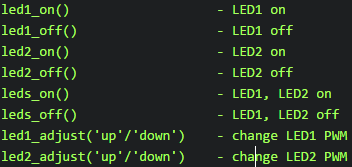 led1_on() - LED1 on
led1_off() - LED1 off
led2_on() - LED2 on
led2_off() - LED2 off
leds_on() - LED1, LED2 on
leds_off() - LED1, LED2 off
led1_adjust('up'/'down') - change LED1 PWM
led2_adjust('up'/'down') - change LED2 PWM